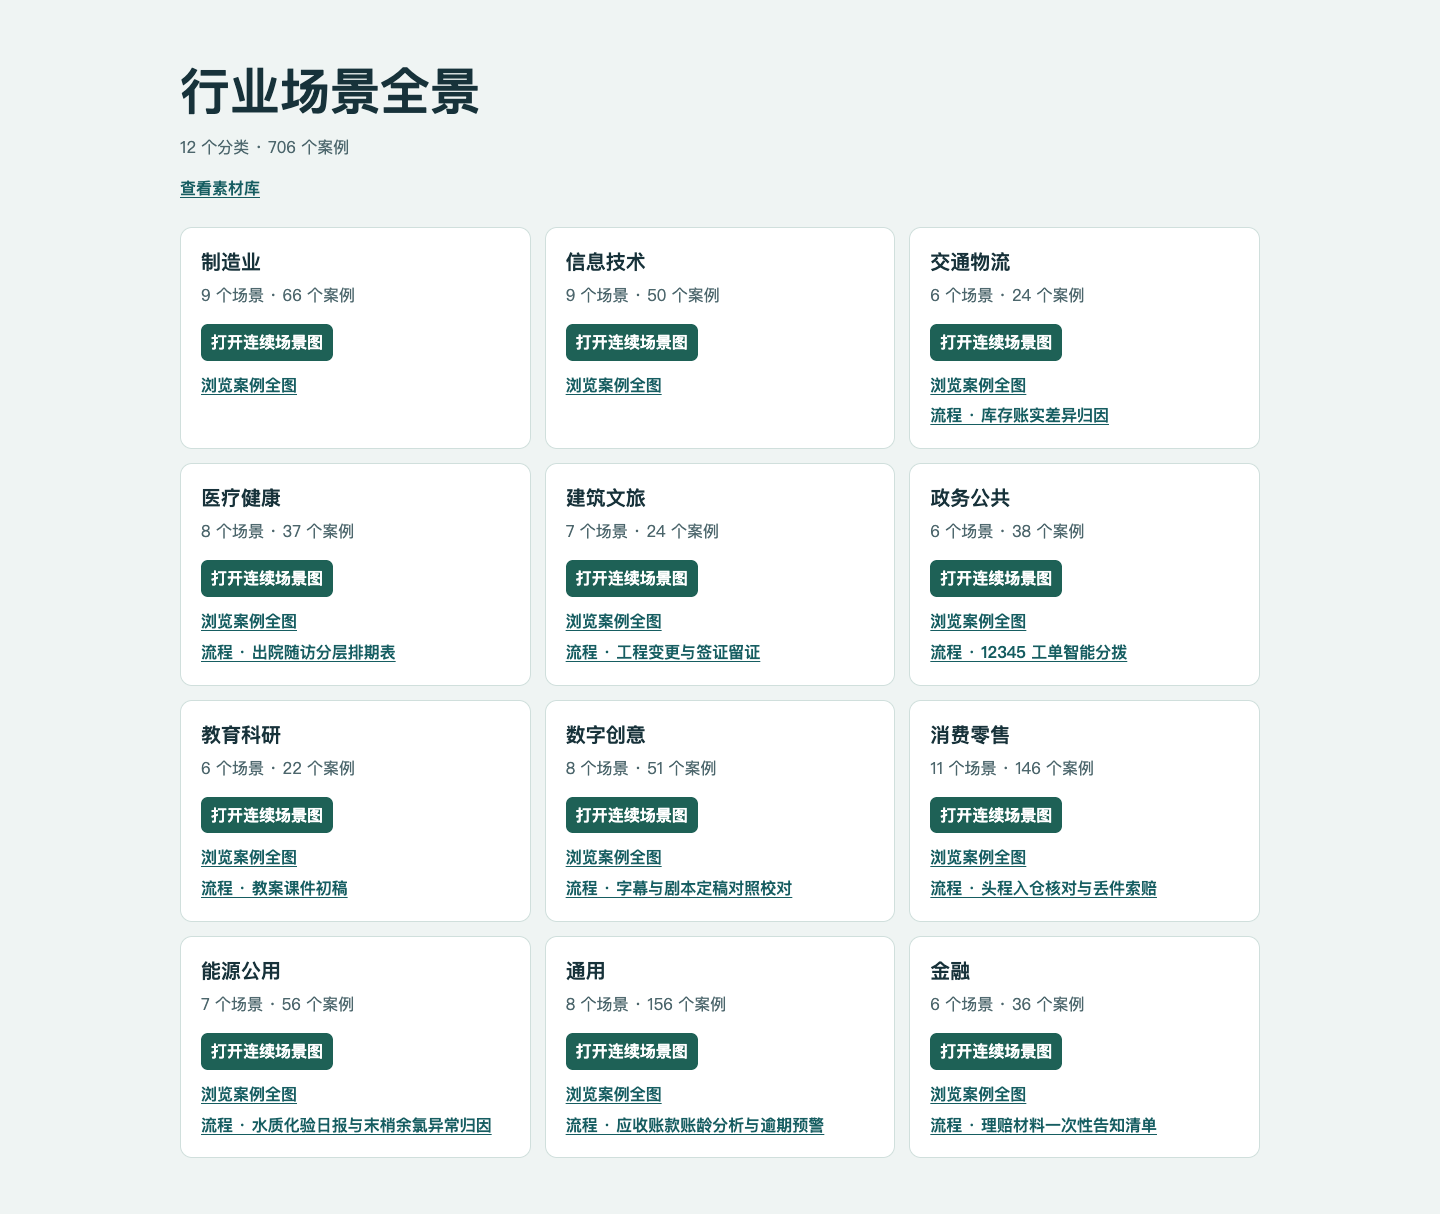 行业场景全景
12 个分类 · 706 个案例
查看素材库
制造业
9 个场景 · 66 个案例
打开连续场景图
浏览案例全图
信息技术
9 个场景 · 50 个案例
打开连续场景图
浏览案例全图
交通物流
6 个场景 · 24 个案例
打开连续场景图
浏览案例全图
流程 · 库存账实差异归因
医疗健康
8 个场景 · 37 个案例
打开连续场景图
浏览案例全图
流程 · 出院随访分层排期表
建筑文旅
7 个场景 · 24 个案例
打开连续场景图
浏览案例全图
流程 · 工程变更与签证留证
政务公共
6 个场景 · 38 个案例
打开连续场景图
浏览案例全图
流程 · 12345 工单智能分拨
教育科研
6 个场景 · 22 个案例
打开连续场景图
浏览案例全图
流程 · 教案课件初稿
数字创意
8 个场景 · 51 个案例
打开连续场景图
浏览案例全图
流程 · 字幕与剧本定稿对照校对
消费零售
11 个场景 · 146 个案例
打开连续场景图
浏览案例全图
流程 · 头程入仓核对与丢件索赔
能源公用
7 个场景 · 56 个案例
打开连续场景图
浏览案例全图
流程 · 水质化验日报与末梢余氯异常归因
通用
8 个场景 · 156 个案例
打开连续场景图
浏览案例全图
流程 · 应收账款账龄分析与逾期预警
金融
6 个场景 · 36 个案例
打开连续场景图
浏览案例全图
流程 · 理赔材料一次性告知清单